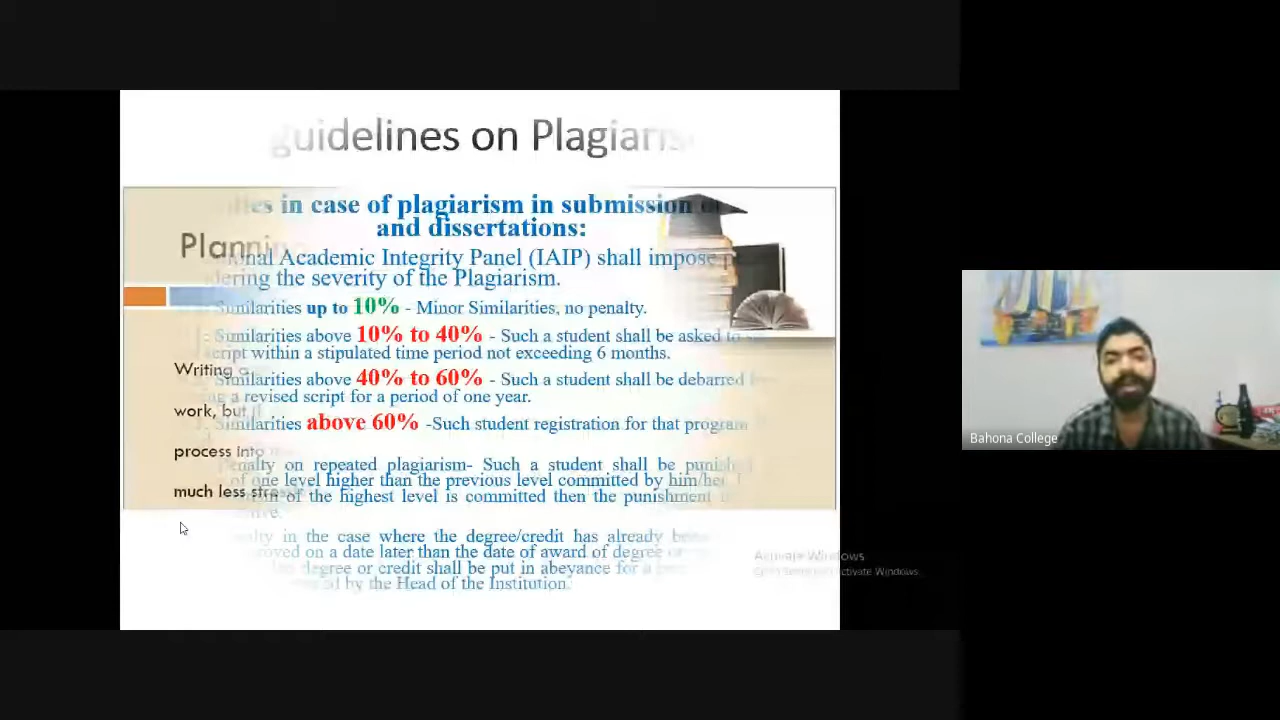 guidelines on Plagiaris
in case of plagiarism in submission
and dissertations:
Plannin
Academic Integrity Panel (IAIP) shall impose
the severity of the Plagiarism.
Similarities up to 10% - Minor Similarities, no penalty.
: Similarities above 10% to 40% - Such a student shall be asked to
script within a stipulated time period not exceeding 6 months.
Writing
Similarities above 40% to 60% - Such a student shall be debarred
a revised script for a period of one year.
work, but
Similarities above 60% -Such student registration for that program
process into
Penalty on repeated plagiarism- Such a student shall be
of one level higher than the previous level committed by him/her.
much less
of the highest level is committed then the punishment
in the case where the degree/credit has already
on a date later than the date of award of degree
degree or credit shall be put in abeyance for a
by the Head of the Institution.
Activate Windows
Activate Windows.
Bahona College